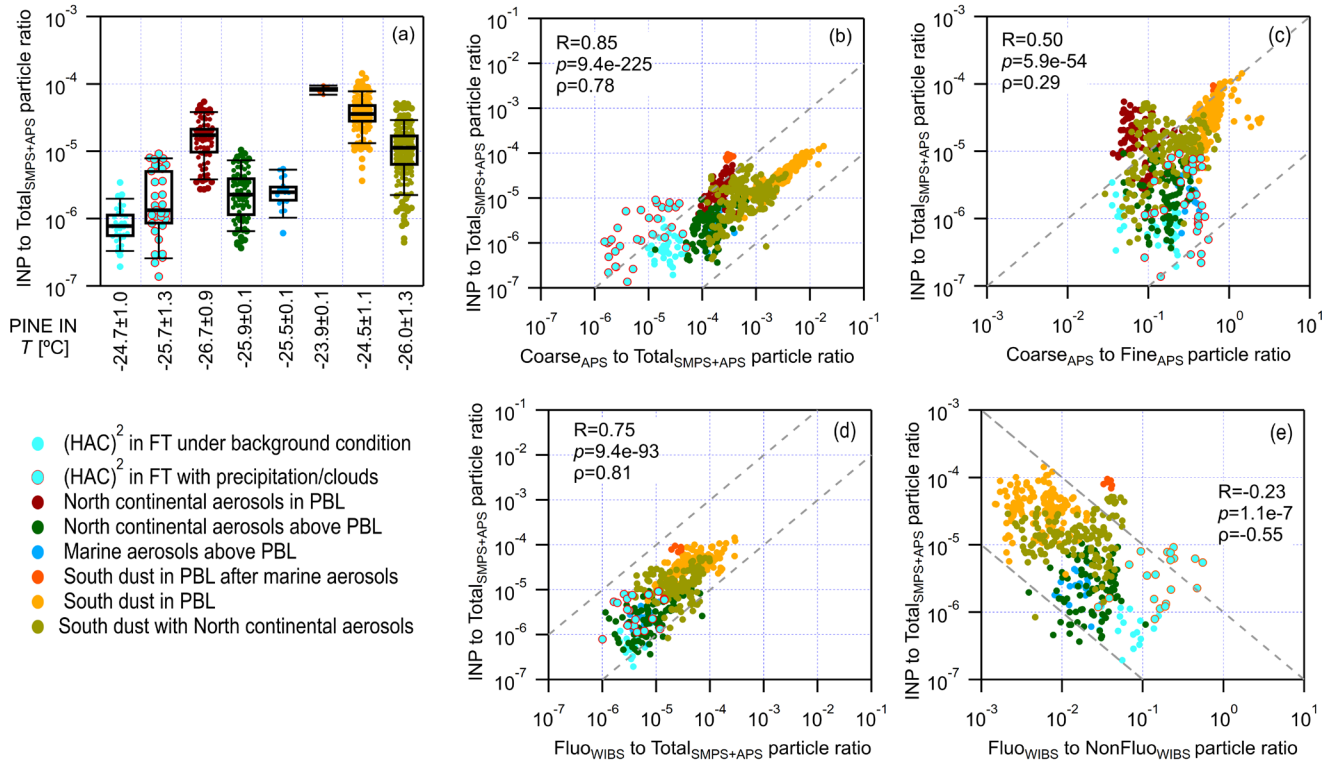 (a)
INP to Total_SMPS+APS particle ratio
10^-3
10^-4
10^-5
10^-6
10^-7
PINE IN
T [ºC]
-24.7±1.0
-25.7±1.3
-26.7±0.9
-25.9±0.1
-25.5±0.1
-23.9±0.1
-24.5±1.1
-26.0±1.3
(b)
R=0.85
p=9.4e-225
ρ=0.78
INP to Total_SMPS+APS particle ratio
10^-1
10^-2
10^-3
10^-4
10^-5
10^-6
10^-7
10^-7 10^-6 10^-5 10^-4 10^-3 10^-2 10^-1
Coarse_APS to Total_SMPS+APS particle ratio
(c)
R=0.50
p=5.9e-54
ρ=0.29
INP to Total_SMPS+APS particle ratio
10^-3
10^-4
10^-5
10^-6
10^-7
10^-3 10^-2 10^-1 10^0 10^1
Coarse_APS to Fine_APS particle ratio
(HAC)^2 in FT under background condition
(HAC)^2 in FT with precipitation/clouds
North continental aerosols in PBL
North continental aerosols above PBL
Marine aerosols above PBL
South dust in PBL after marine aerosols
South dust in PBL
South dust with North continental aerosols
(d)
R=0.75
p=9.4e-93
ρ=0.81
INP to Total_SMPS+APS particle ratio
10^-1
10^-2
10^-3
10^-4
10^-5
10^-6
10^-7
10^-7 10^-6 10^-5 10^-4 10^-3 10^-2 10^-1
Fluo_WIBS to Total_SMPS+APS particle ratio
(e)
R=-0.23
p=1.1e-7
ρ=-0.55
INP to Total_SMPS+APS particle ratio
10^-3
10^-4
10^-5
10^-6
10^-7
10^-3 10^-2 10^-1 10^0 10^1
Fluo_WIBS to NonFluo_WIBS particle ratio